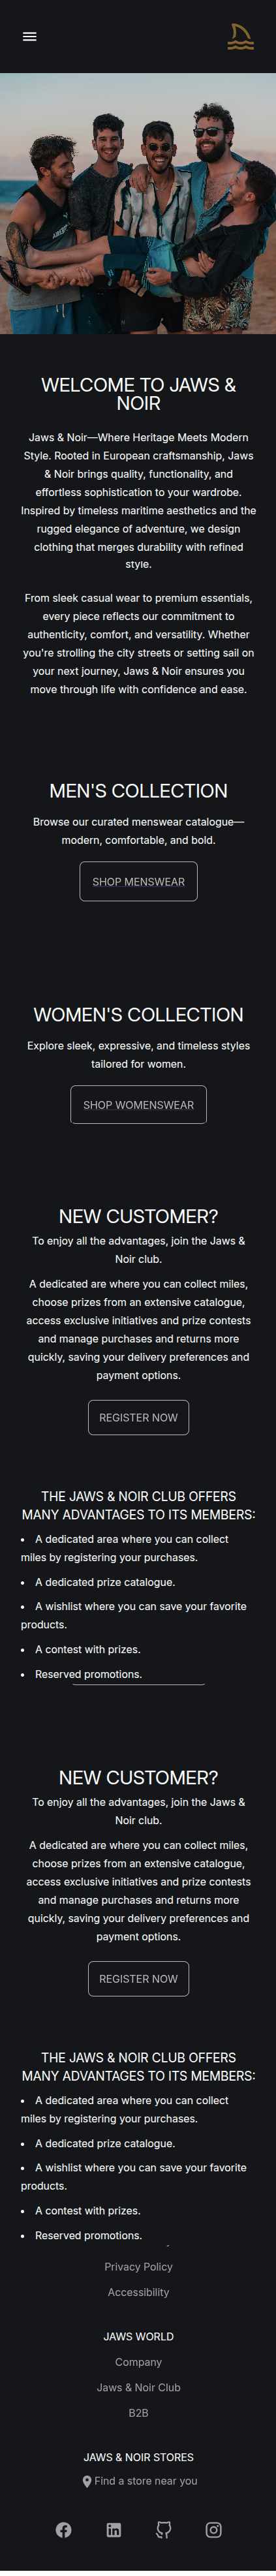 WELCOME TO JAWS &
NOIR
Jaws & Noir—Where Heritage Meets Modern
Style. Rooted in European craftsmanship, Jaws
& Noir brings quality, functionality, and
effortless sophistication to your wardrobe.
Inspired by timeless maritime aesthetics and the
rugged elegance of adventure, we design
clothing that merges durability with refined
style.
From sleek casual wear to premium essentials,
every piece reflects our commitment to
authenticity, comfort, and versatility. Whether
you're strolling the city streets or setting sail on
your next journey, Jaws & Noir ensures you
move through life with confidence and ease.
MEN'S COLLECTION
Browse our curated menswear catalogue—
modern, comfortable, and bold.
SHOP MENSWEAR
WOMEN'S COLLECTION
Explore sleek, expressive, and timeless styles
tailored for women.
SHOP WOMENSWEAR
NEW CUSTOMER?
To enjoy all the advantages, join the Jaws &
Noir club.
A dedicated are where you can collect miles,
choose prizes from an extensive catalogue,
access exclusive initiatives and prize contests
and manage purchases and returns more
quickly, saving your delivery preferences and
payment options.
REGISTER NOW
THE JAWS & NOIR CLUB OFFERS
MANY ADVANTAGES TO ITS MEMBERS:
• A dedicated area where you can collect
miles by registering your purchases.
• A dedicated prize catalogue.
• A wishlist where you can save your favorite
products.
• A contest with prizes.
• Reserved promotions.
NEW CUSTOMER?
To enjoy all the advantages, join the Jaws &
Noir club.
A dedicated are where you can collect miles,
choose prizes from an extensive catalogue,
access exclusive initiatives and prize contests
and manage purchases and returns more
quickly, saving your delivery preferences and
payment options.
REGISTER NOW
THE JAWS & NOIR CLUB OFFERS
MANY ADVANTAGES TO ITS MEMBERS:
• A dedicated area where you can collect
miles by registering your purchases.
• A dedicated prize catalogue.
• A wishlist where you can save your favorite
products.
• A contest with prizes.
• Reserved promotions.
Privacy Policy
Accessibility
JAWS WORLD
Company
Jaws & Noir Club
B2B
JAWS & NOIR STORES
Find a store near you